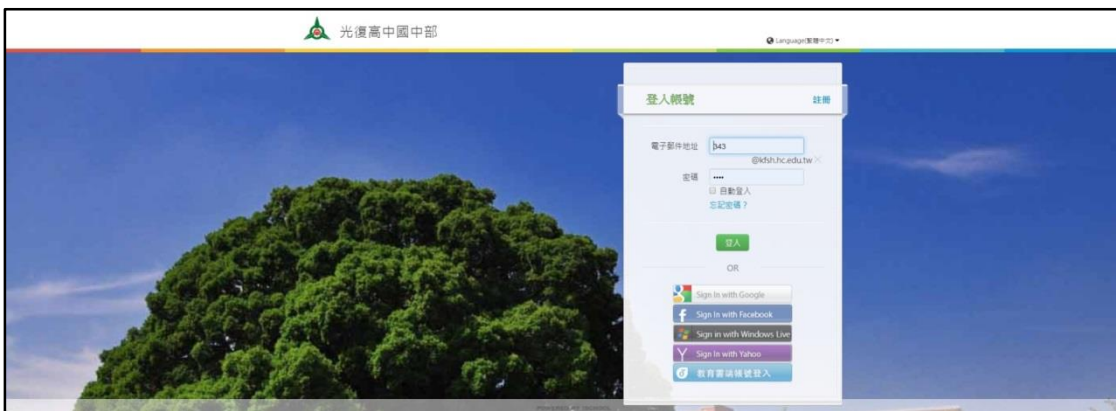 光復高中國中部
Language(繁體中文)
登入帳號 註冊
電子郵件地址 343
@kfsh.hc.edu.tw
密碼 ••••
自動登入
忘記密碼？
登入
OR
Sign In with Google
Sign In with Facebook
Sign in with Windows Live
Sign In with Yahoo
教育雲端帳號登入